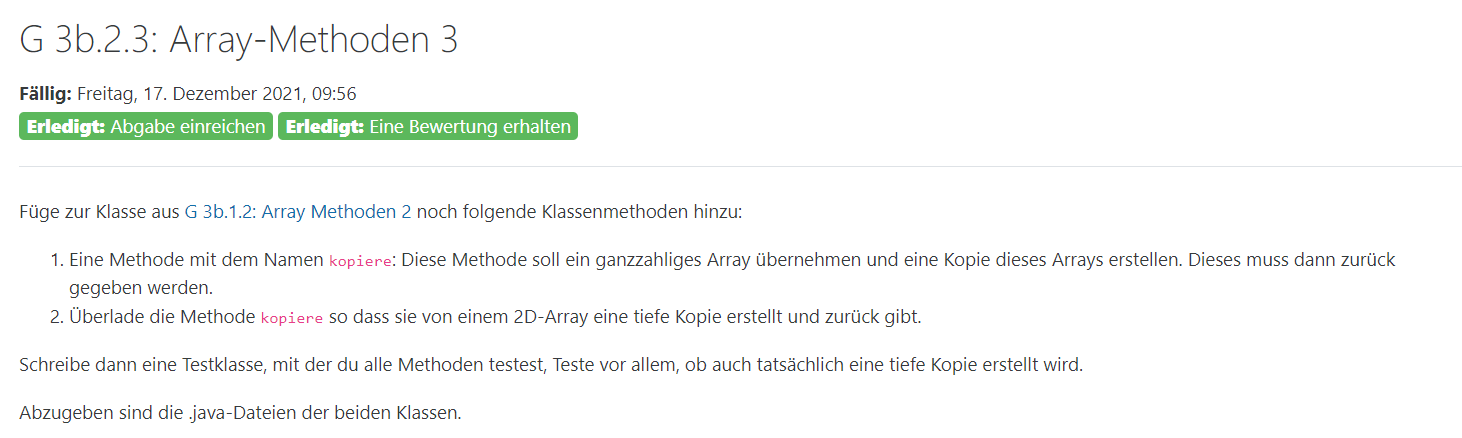 G 3b.2.3: Array-Methoden 3
Fällig: Freitag, 17. Dezember 2021, 09:56
Erledigt: Abgabe einreichen Erledigt: Eine Bewertung erhalten
Füge zur Klasse aus G 3b.1.2: Array Methoden 2 noch folgende Klassenmethoden hinzu:
1. Eine Methode mit dem Namen kopiere: Diese Methode soll ein ganzzahliges Array übernehmen und eine Kopie dieses Arrays erstellen. Dieses muss dann zurück
gegeben werden.
2. Überlade die Methode kopiere so dass sie von einem 2D-Array eine tiefe Kopie erstellt und zurück gibt.
Schreibe dann eine Testklasse, mit der du alle Methoden testest, Teste vor allem, ob auch tatsächlich eine tiefe Kopie erstellt wird.
Abzugeben sind die .java-Dateien der beiden Klassen.